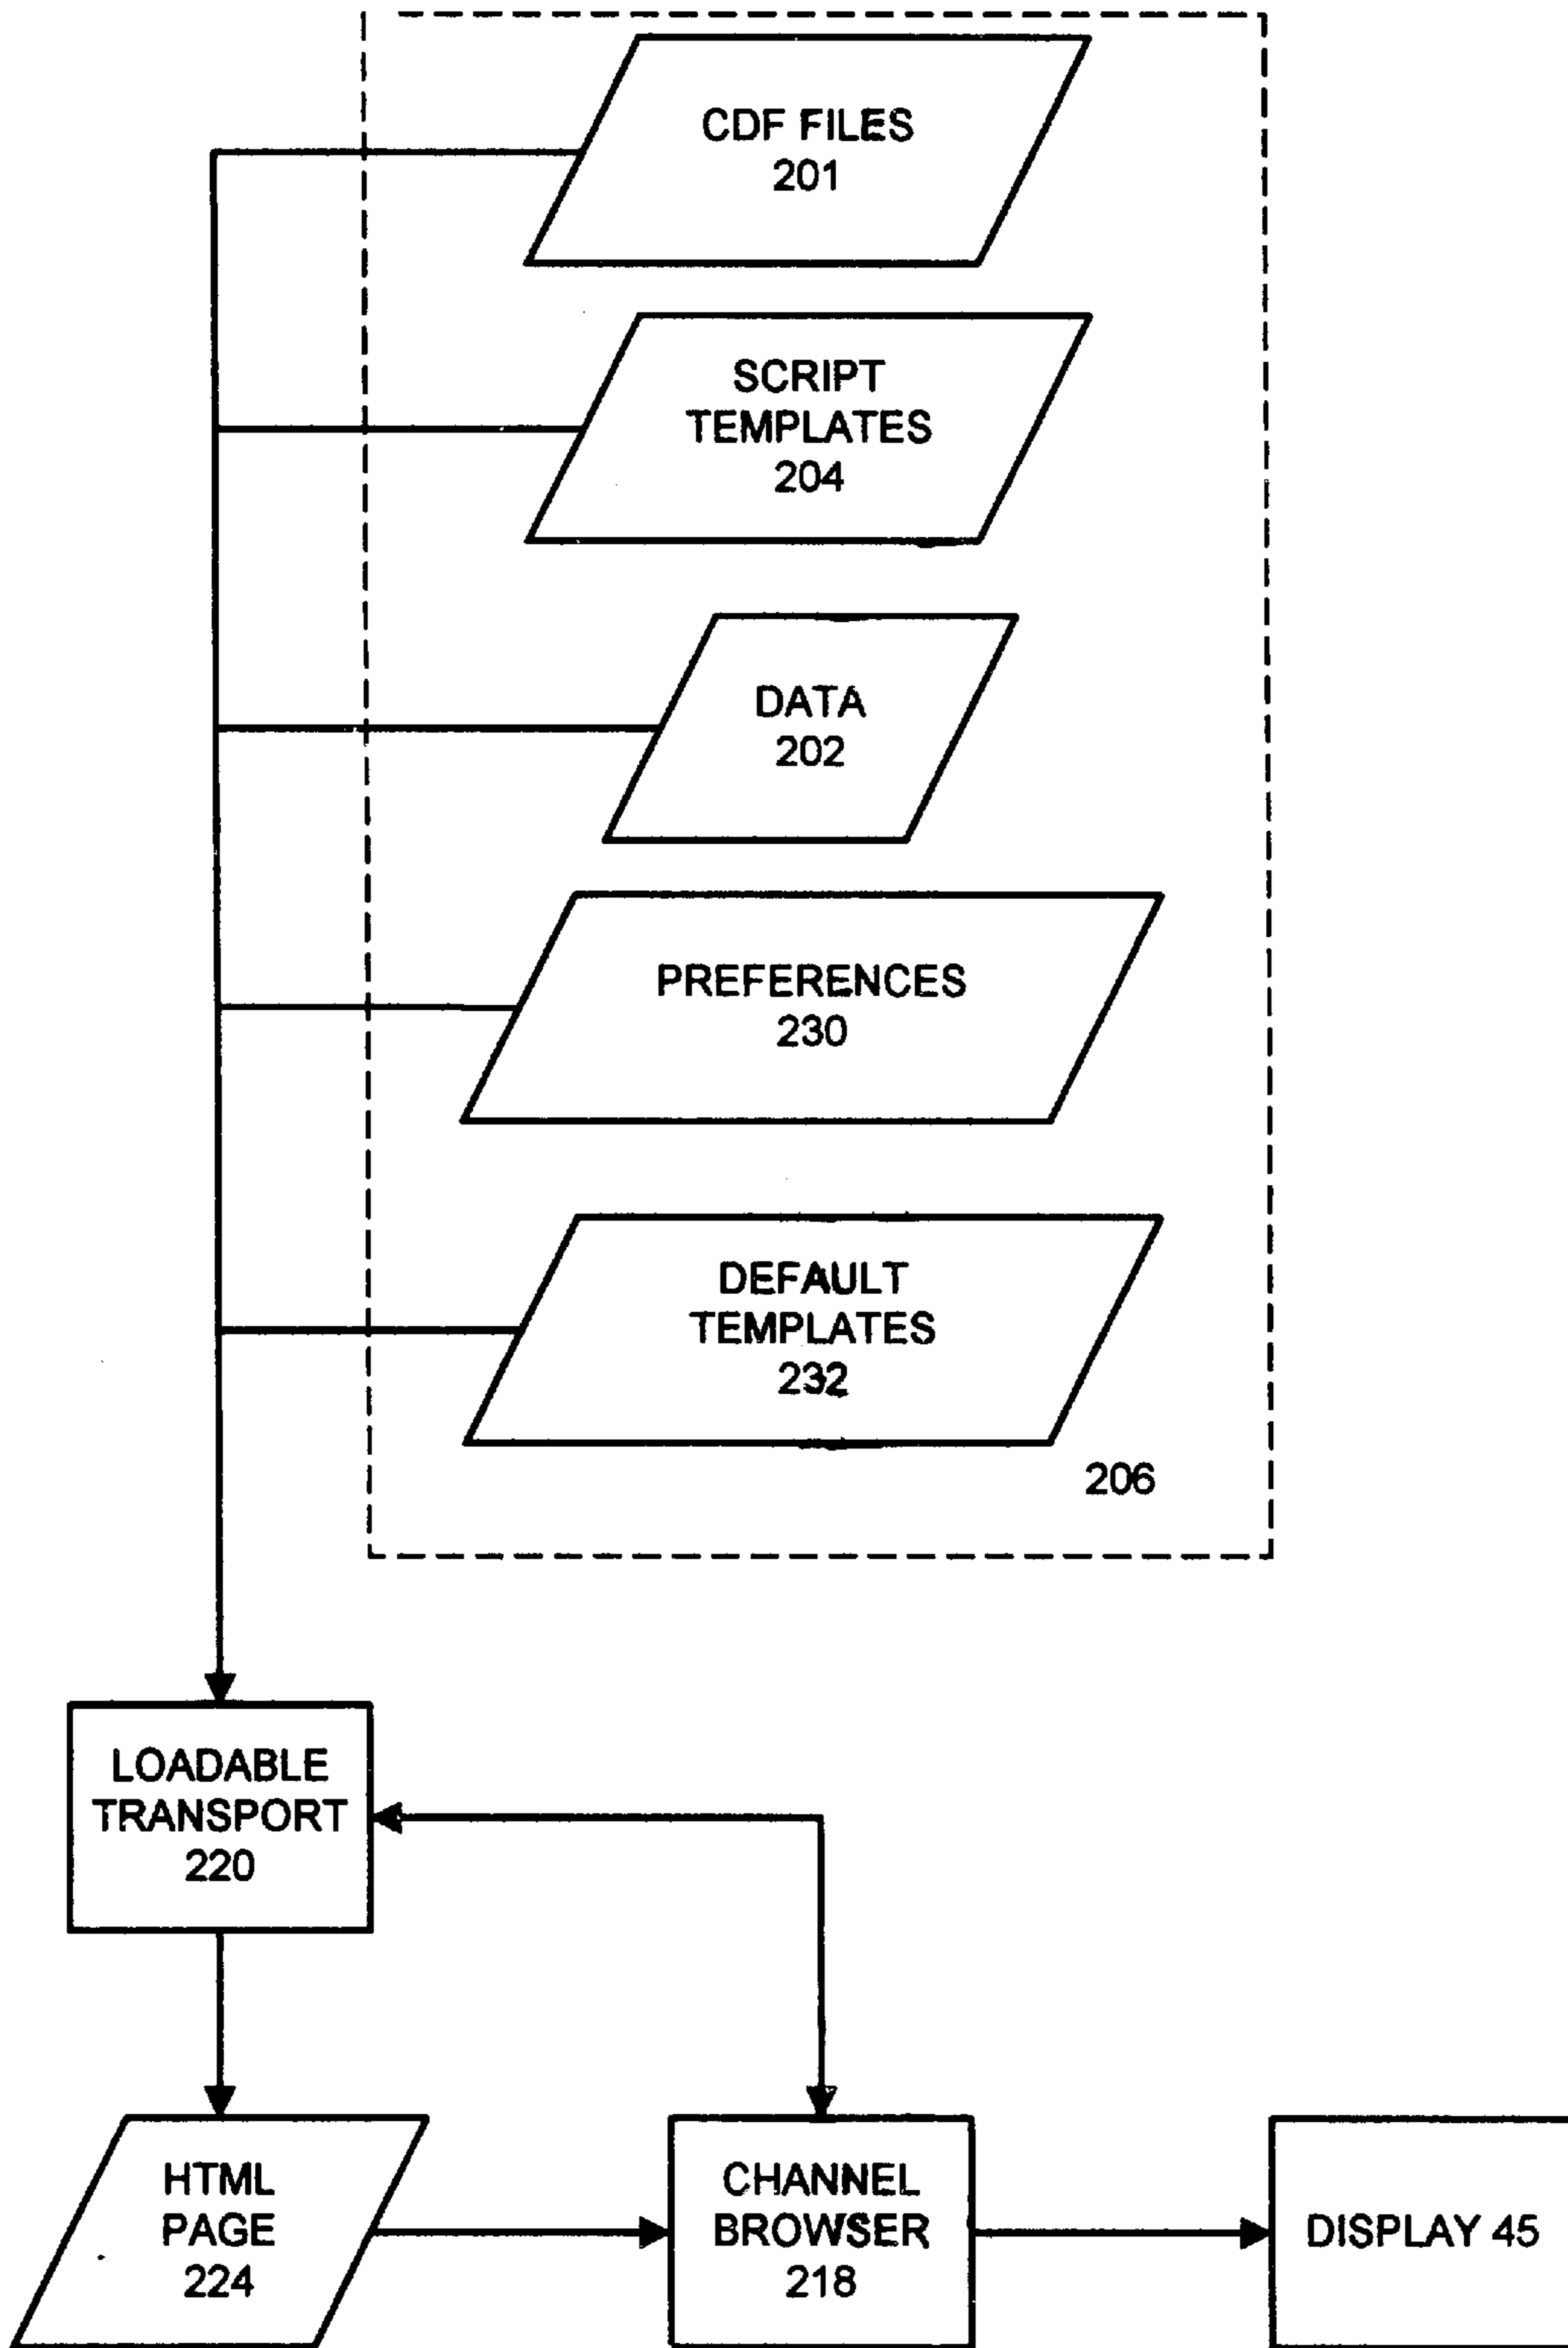 CDF FILES
201
SCRIPT
TEMPLATES
204
DATA
202
PREFERENCES
230
DEFAULT
TEMPLATES
232
206
LOADABLE
TRANSPORT
220
HTML
PAGE
224
CHANNEL
BROWSER
218
DISPLAY 45